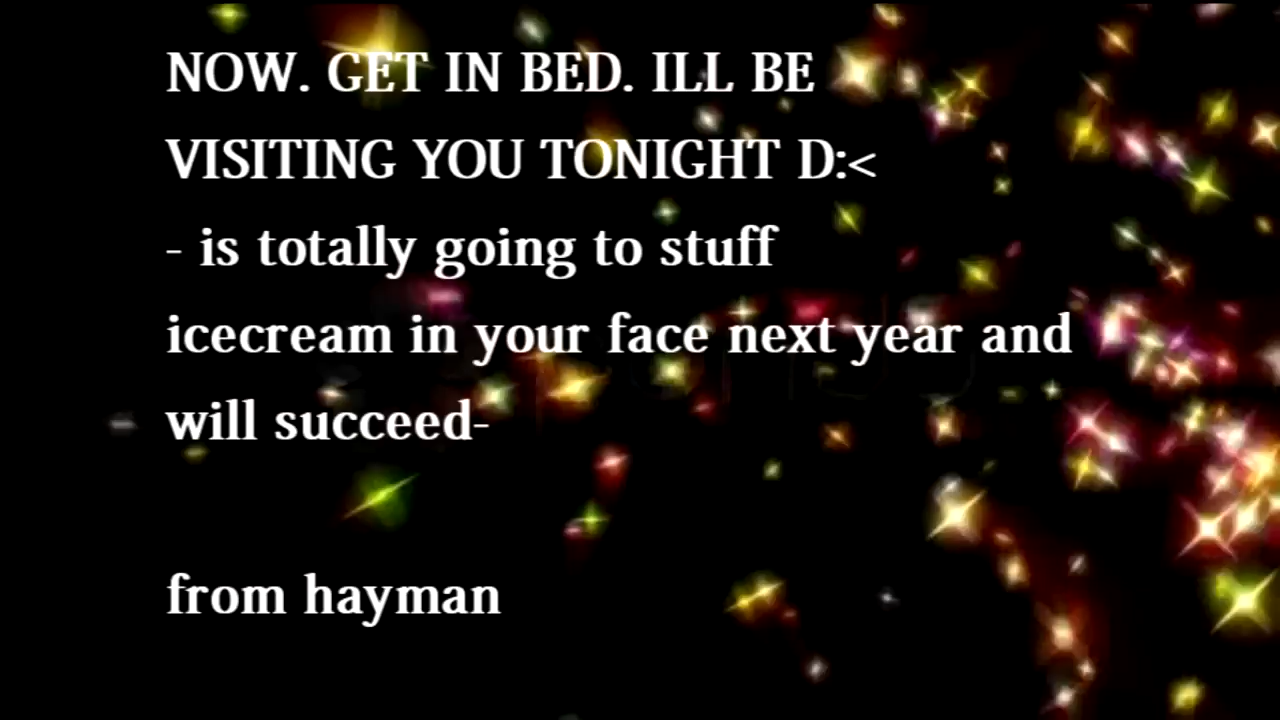 NOW. GET IN BED. ILL BE
VISITING YOU TONIGHT D:<
- is totally going to stuff
icecream in your face next year and
will succeed-
from hayman